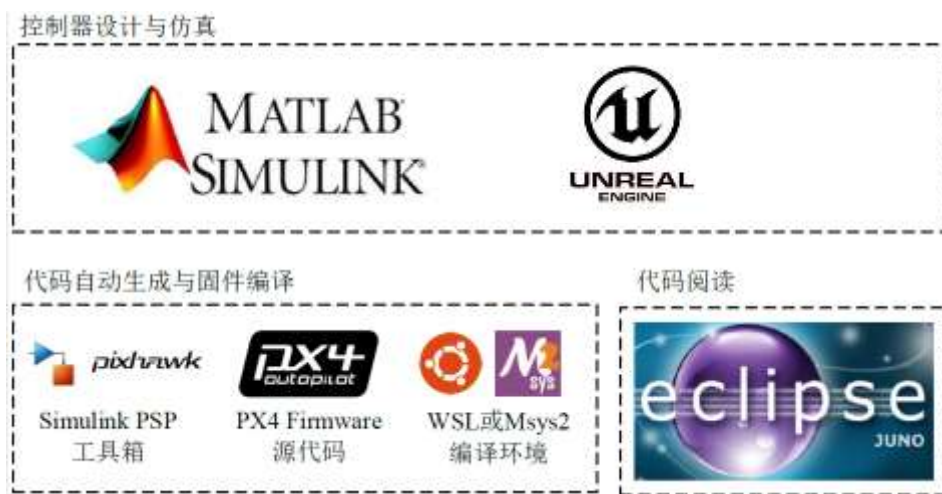 控制器设计与仿真
MATLAB
SIMULINK®
UNREAL
ENGINE
代码自动生成与固件编译
pixhawk
Simulink PSP
工具箱
px4
autopilot
PX4 Firmware
源代码
M2
sys
WSL或Msys2
编译环境
代码阅读
eclipse
JUNO